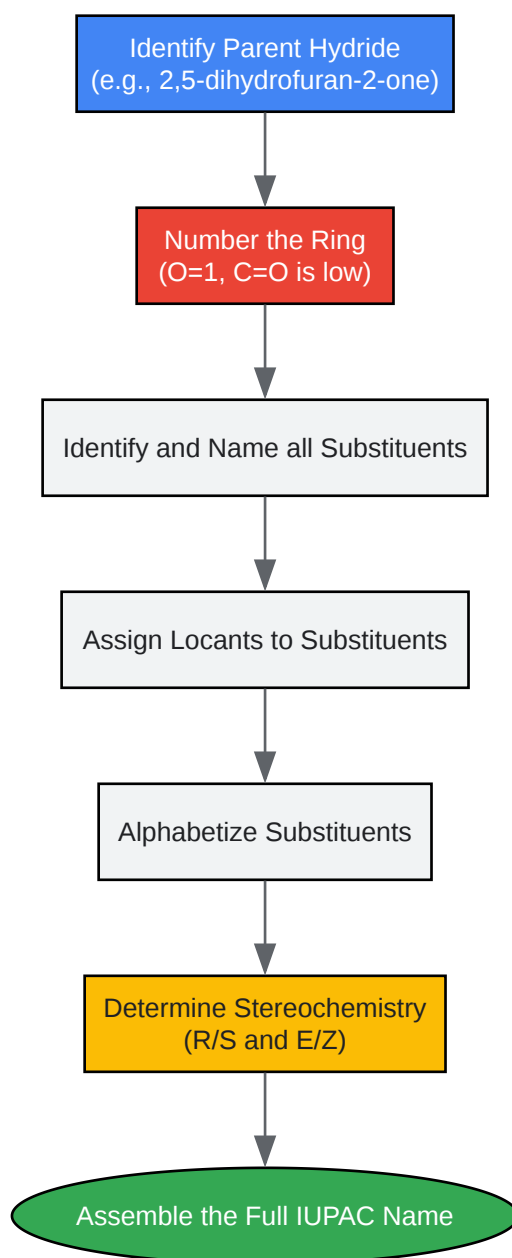 Identify Parent Hydride
(e.g., 2,5-dihydrofuran-2-one)
Number the Ring
(O=1, C=O is low)
Identify and Name all Substituents
Assign Locants to Substituents
Alphabetize Substituents
Determine Stereochemistry
(R/S and E/Z)
Assemble the Full IUPAC Name